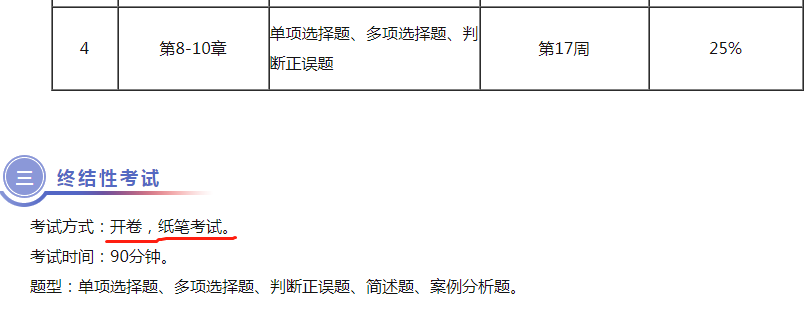 4 第8-10章 单项选择题、多项选择题、判 第17周 25%
断正误题
三 终结性考试
考试方式：开卷，纸笔考试。
考试时间：90分钟。
题型：单项选择题、多项选择题、判断正误题、简述题、案例分析题。